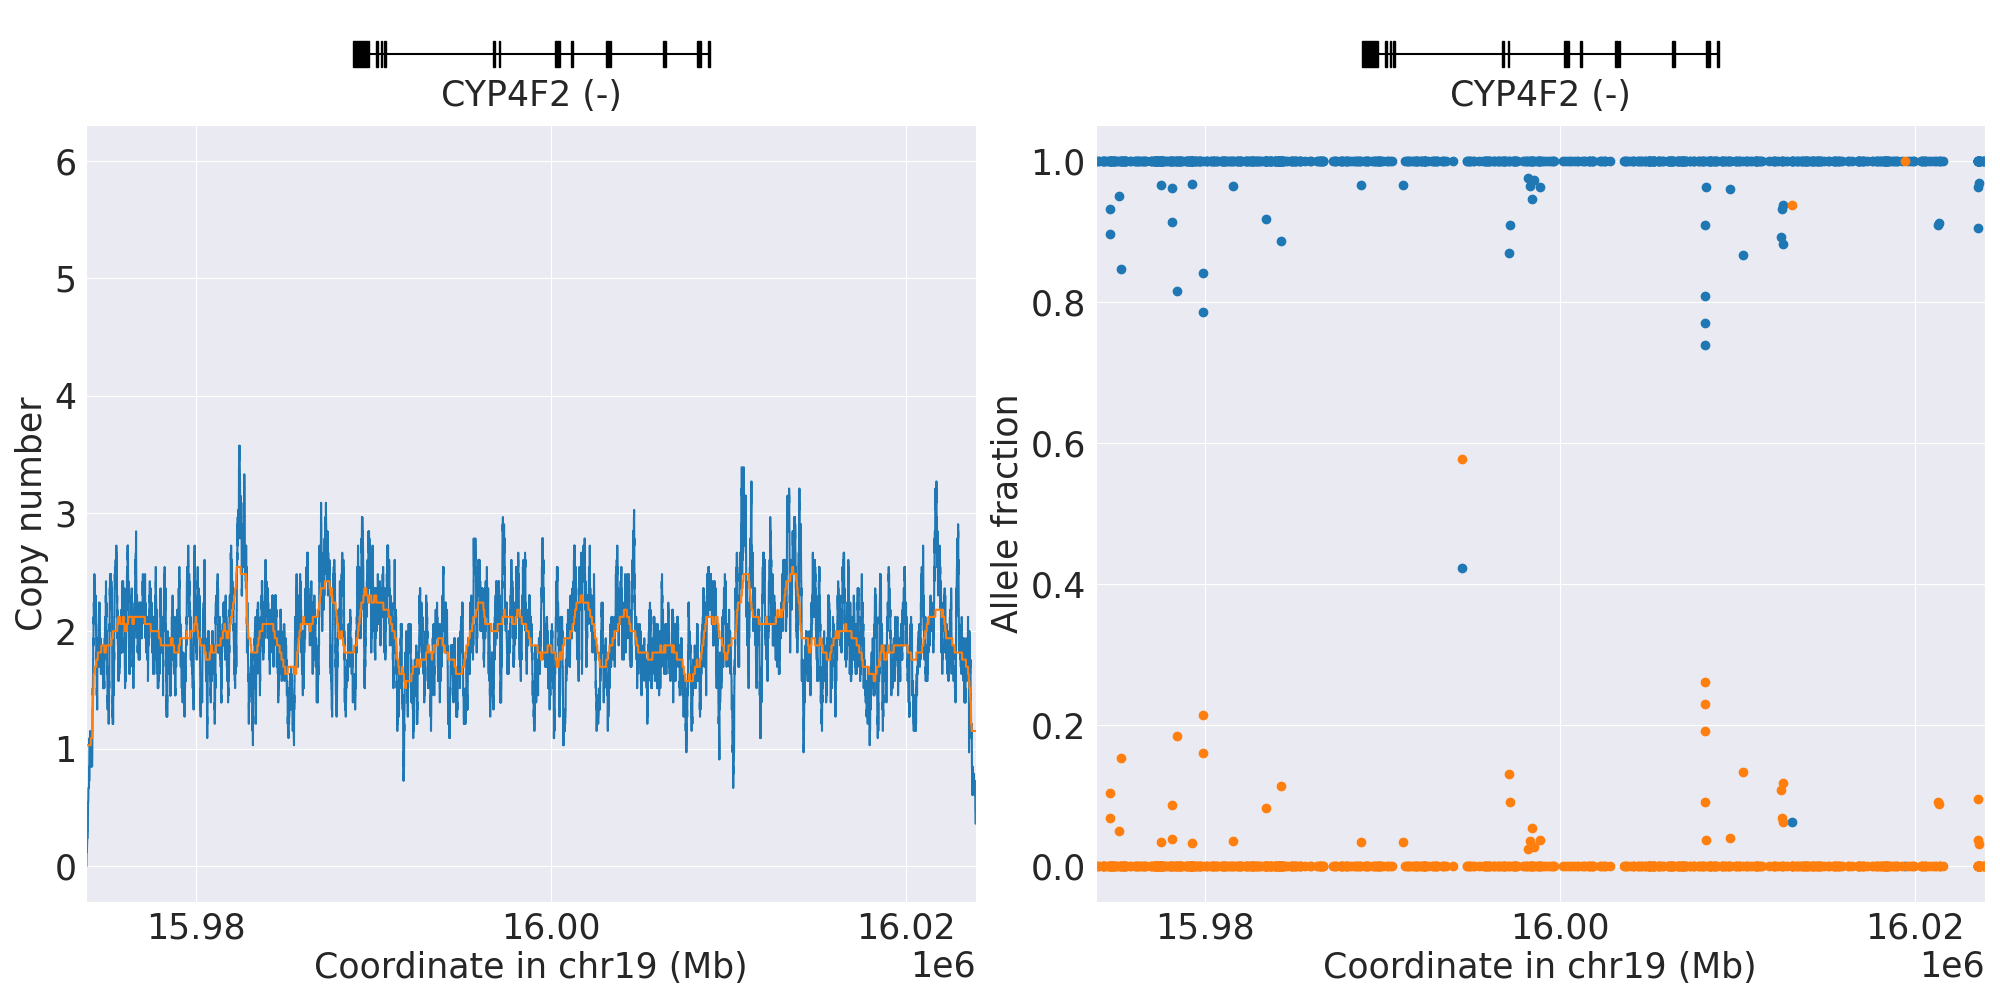 CYP4F2 (-)
6
5
4
3
2
1
0
Copy number
15.98
16.00
16.02
Coordinate in chr19 (Mb)
1e6
CYP4F2 (-)
1.0
0.8
0.6
0.4
0.2
0.0
Allele fraction
15.98
16.00
16.02
Coordinate in chr19 (Mb)
1e6